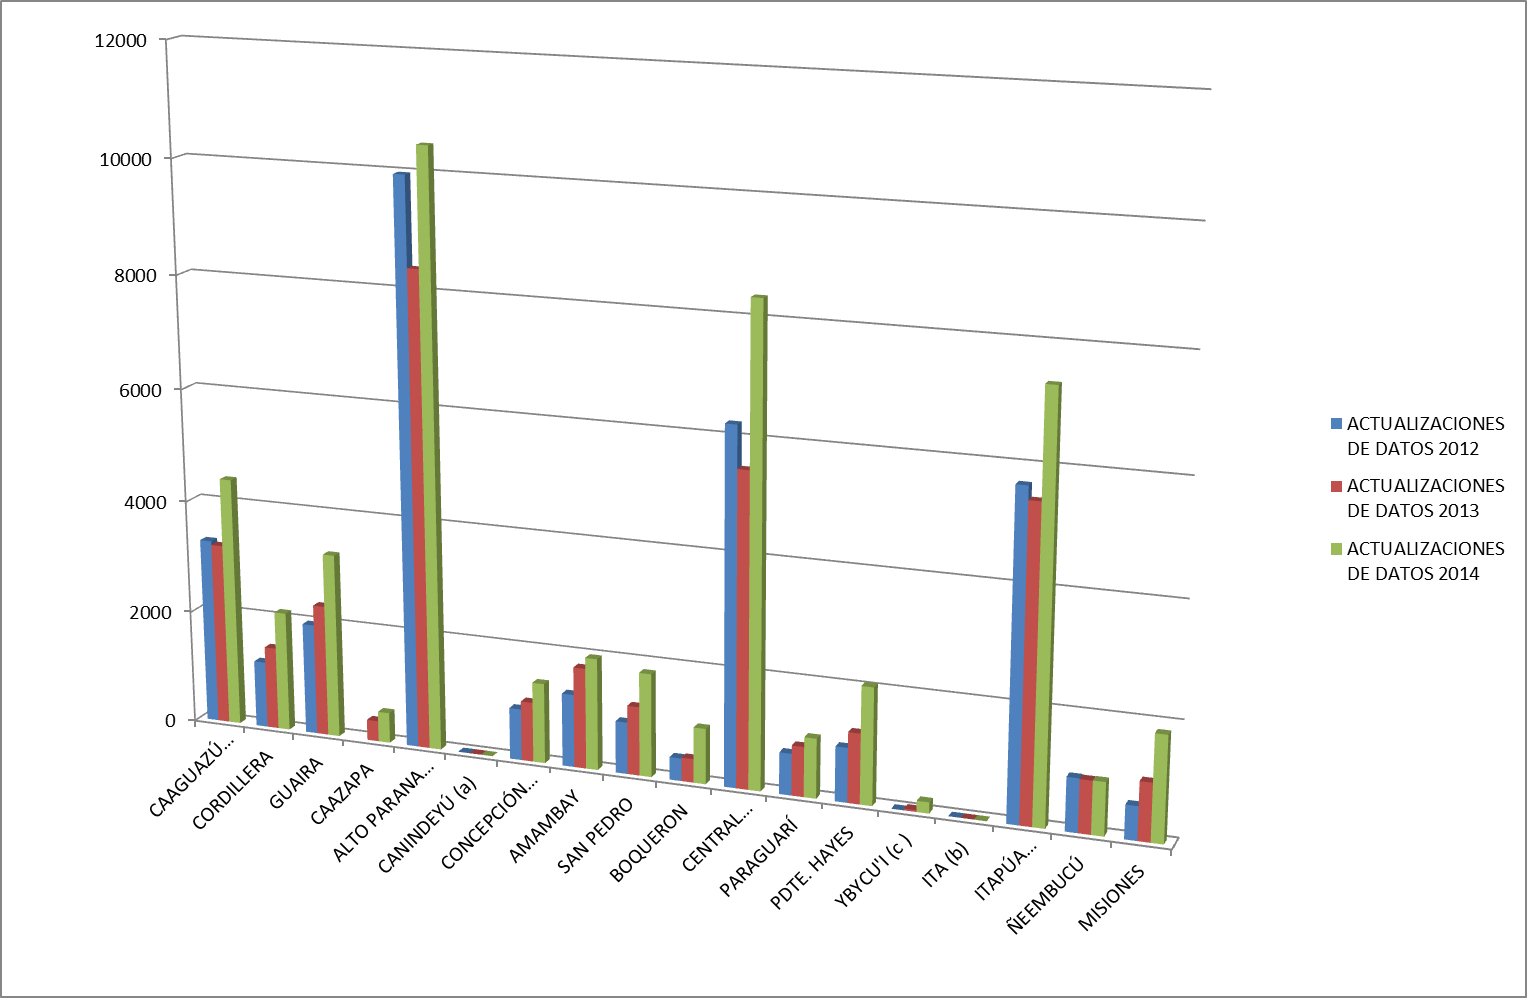 12000
10000
8000
6000
4000
2000
0
CAAGUAZÚ...
CORDILLERA
GUAIRA
CAAZAPA
ALTO PARANA...
CANINDEYÚ (a)
CONCEPCIÓN...
AMAMBAY
SAN PEDRO
BOQUERON
CENTRAL...
PARAGUARÍ
PDTE. HAYES
YBYCU'I (c )
ITA (b)
ITAPÚA...
ÑEEMBUCÚ
MISIONES
ACTUALIZACIONES
DE DATOS 2012
ACTUALIZACIONES
DE DATOS 2013
ACTUALIZACIONES
DE DATOS 2014